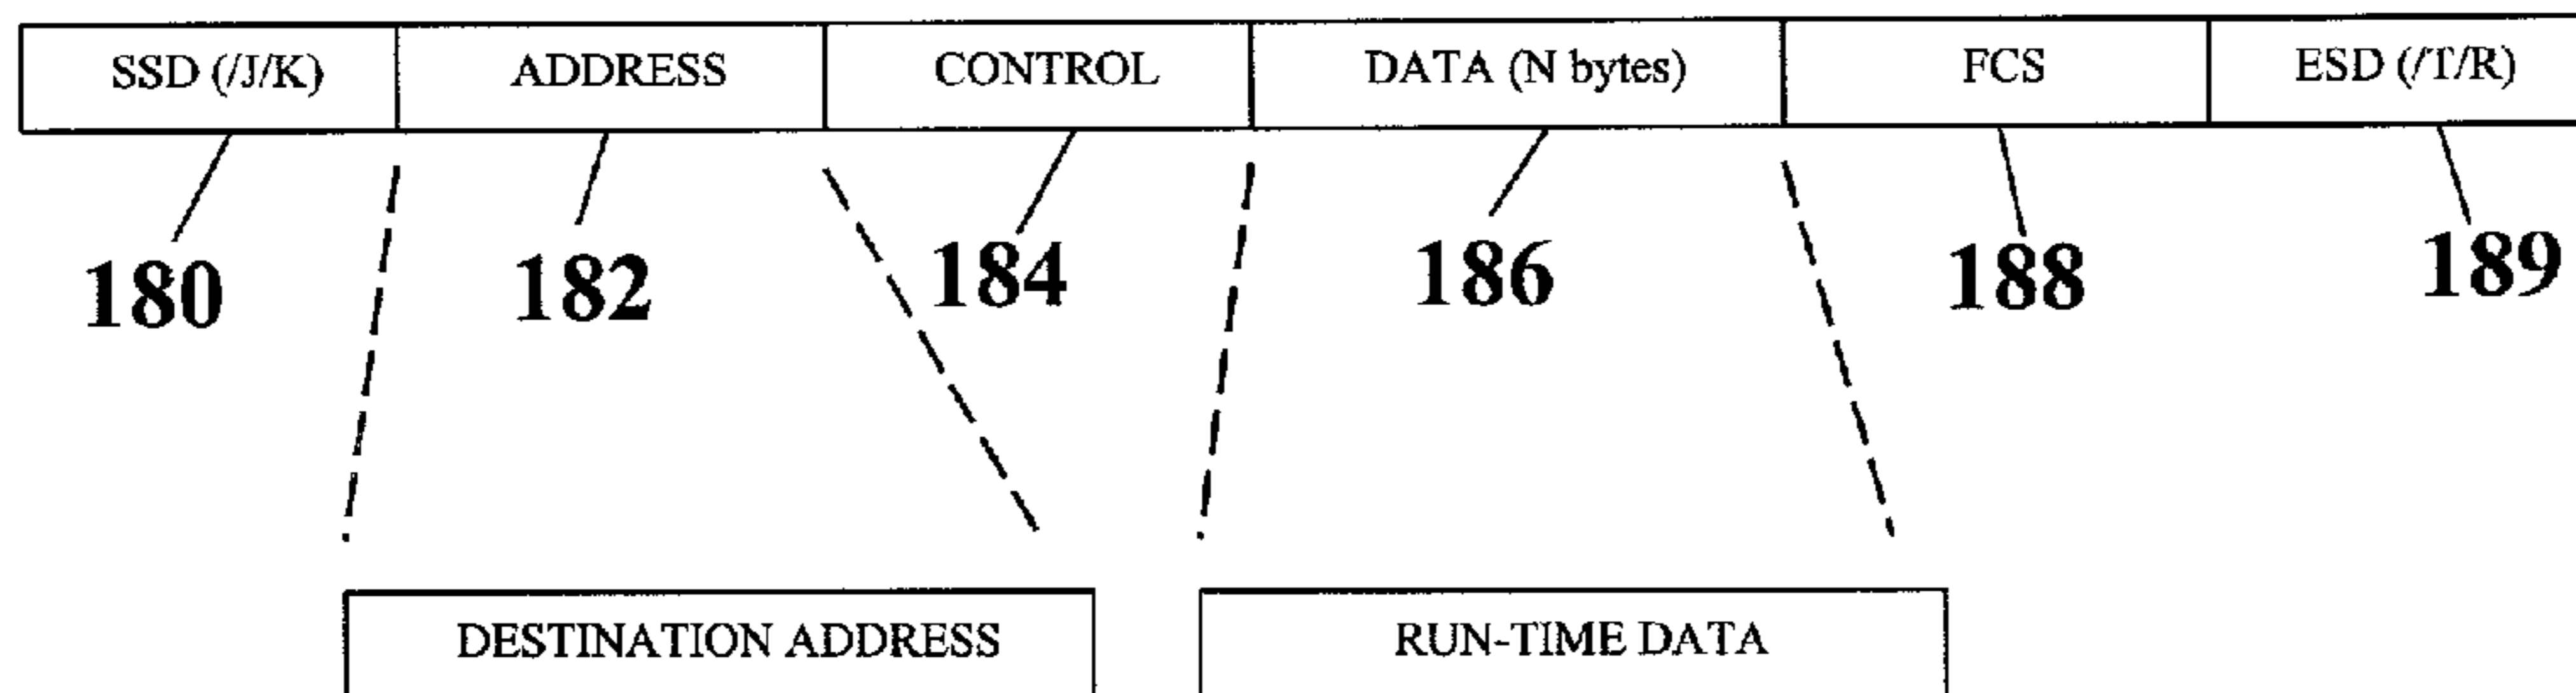 SSD (/J/K) ADDRESS CONTROL DATA (N bytes) FCS ESD (/T/R)
180 182 184 186 188 189
DESTINATION ADDRESS RUN-TIME DATA